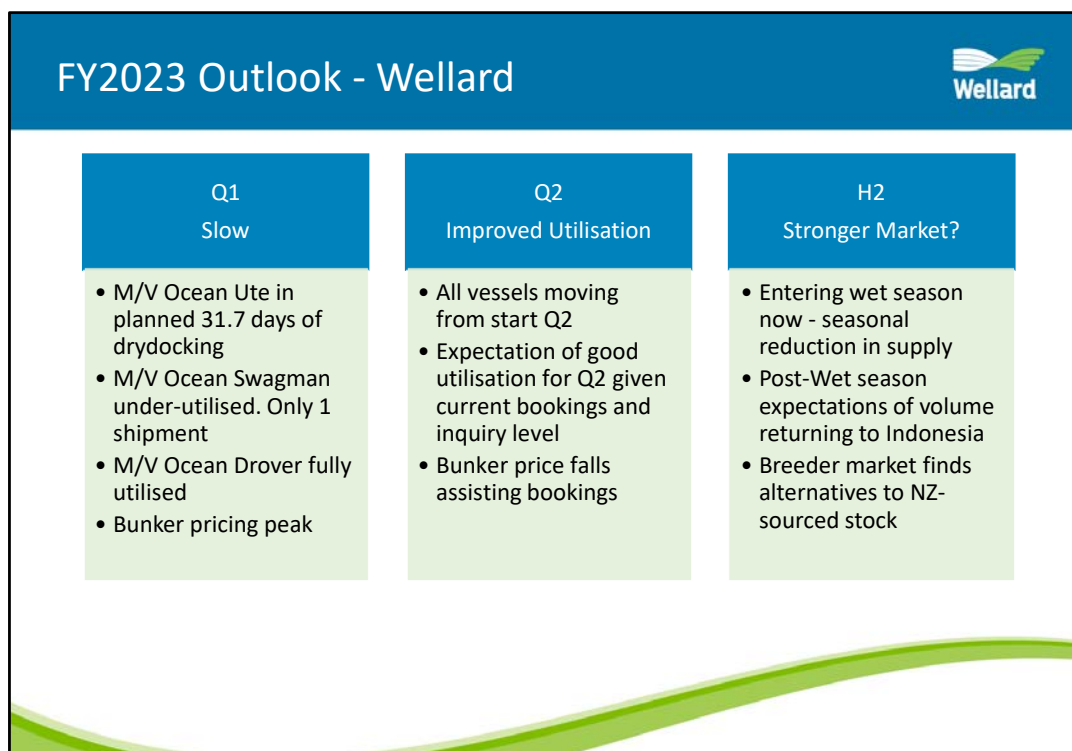 FY2023 Outlook - Wellard
Wellard
Q1
Slow
• M/V Ocean Ute in
planned 31.7 days of
drydocking
• M/V Ocean Swagman
under-utilised. Only 1
shipment
• M/V Ocean Drover fully
utilised
• Bunker pricing peak
Q2
Improved Utilisation
• All vessels moving
from start Q2
• Expectation of good
utilisation for Q2 given
current bookings and
inquiry level
• Bunker price falls
assisting bookings
H2
Stronger Market?
• Entering wet season
now - seasonal
reduction in supply
• Post-Wet season
expectations of volume
returning to Indonesia
• Breeder market finds
alternatives to NZ-
sourced stock